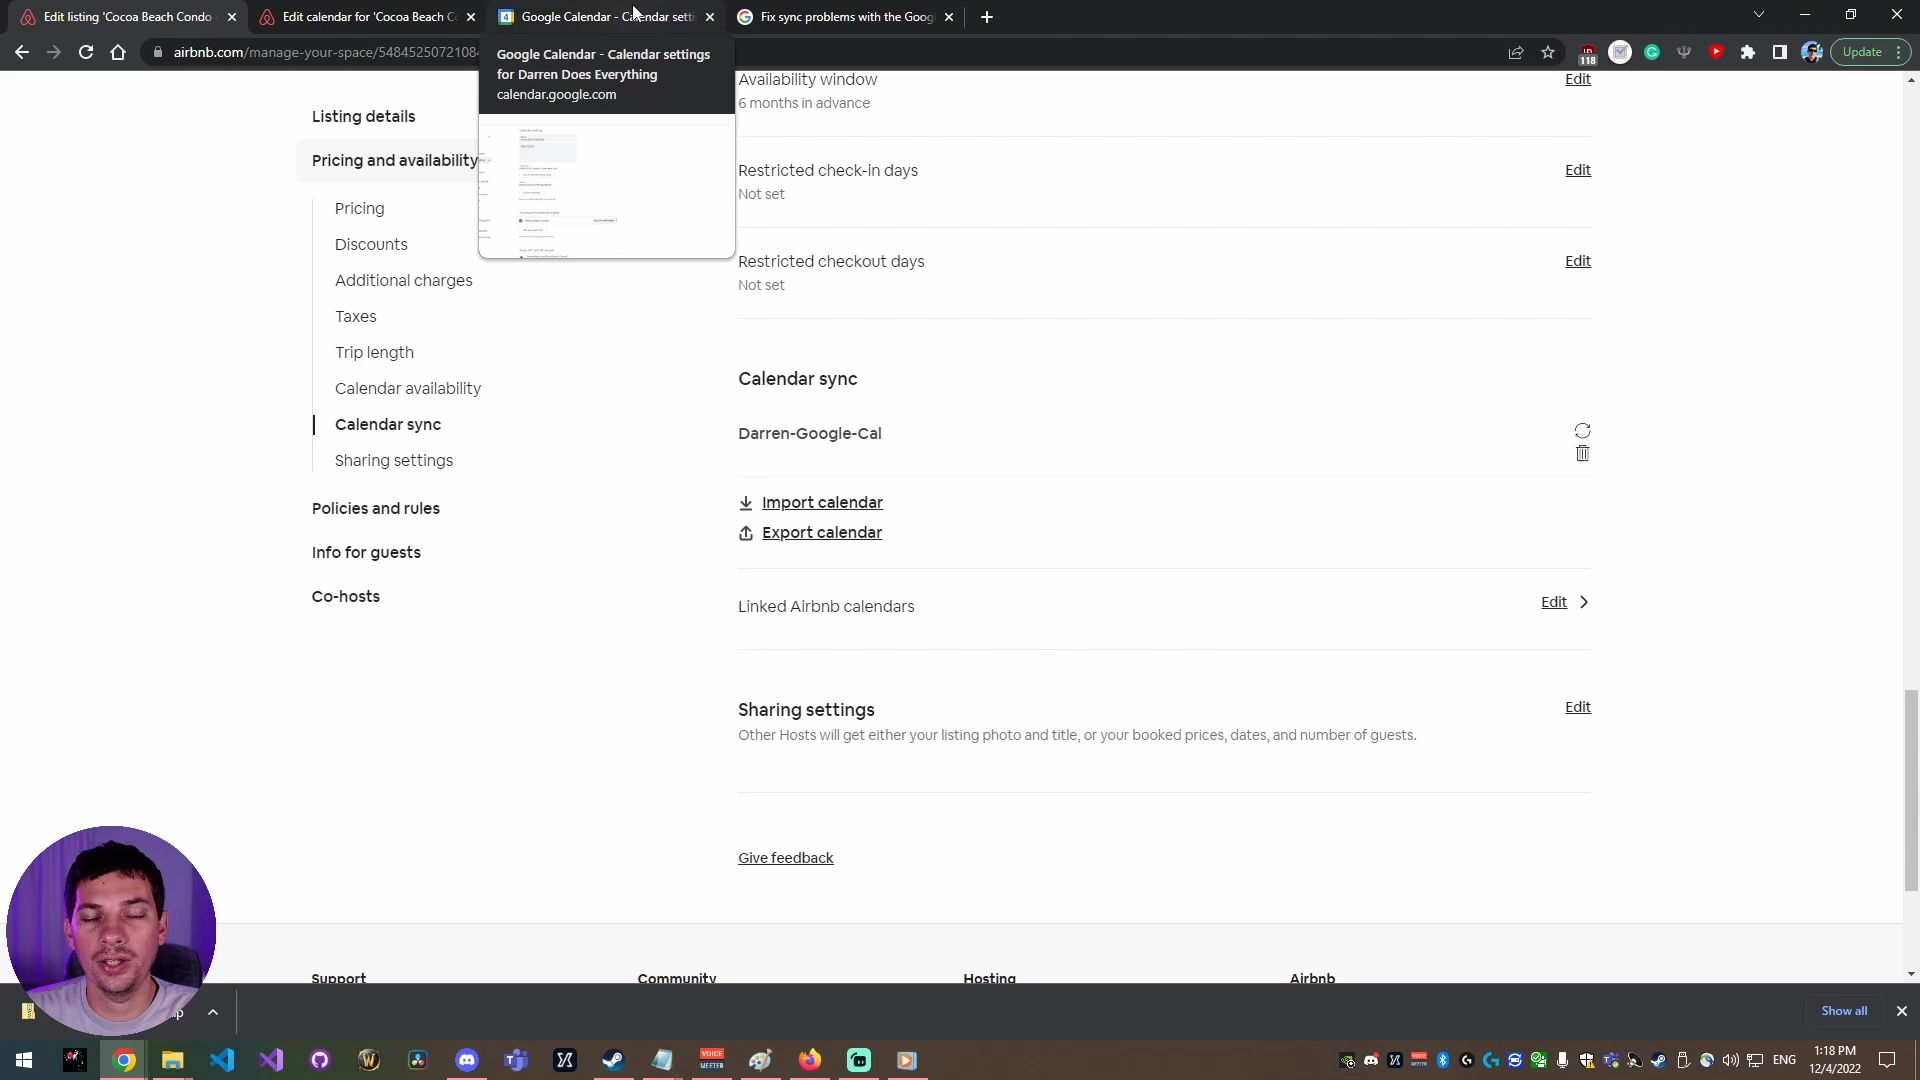 Edit listing 'Cocoa Beach Condo
Edit calendar for 'Cocoa Beach Co
Google Calendar - Calendar setti
Fix sync problems with the Googl
airbnb.com/manage-your-space/5484525072108
118
Update
Google Calendar - Calendar settings
for Darren Does Everything
calendar.google.com
Listing details
Pricing and availability
Pricing
Discounts
Additional charges
Taxes
Trip length
Calendar availability
Calendar sync
Sharing settings
Policies and rules
Info for guests
Co-hosts
Availability window
Edit
6 months in advance
Restricted check-in days
Edit
Not set
Restricted checkout days
Edit
Not set
Calendar sync
Darren-Google-Cal
Import calendar
Export calendar
Linked Airbnb calendars
Edit
Sharing settings
Edit
Other Hosts will get either your listing photo and title, or your booked prices, dates, and number of guests.
Give feedback
Support
Community
Hosting
Airbnb
Show all
VOICE
MEETER
ENG
1:18 PM
12/4/2022